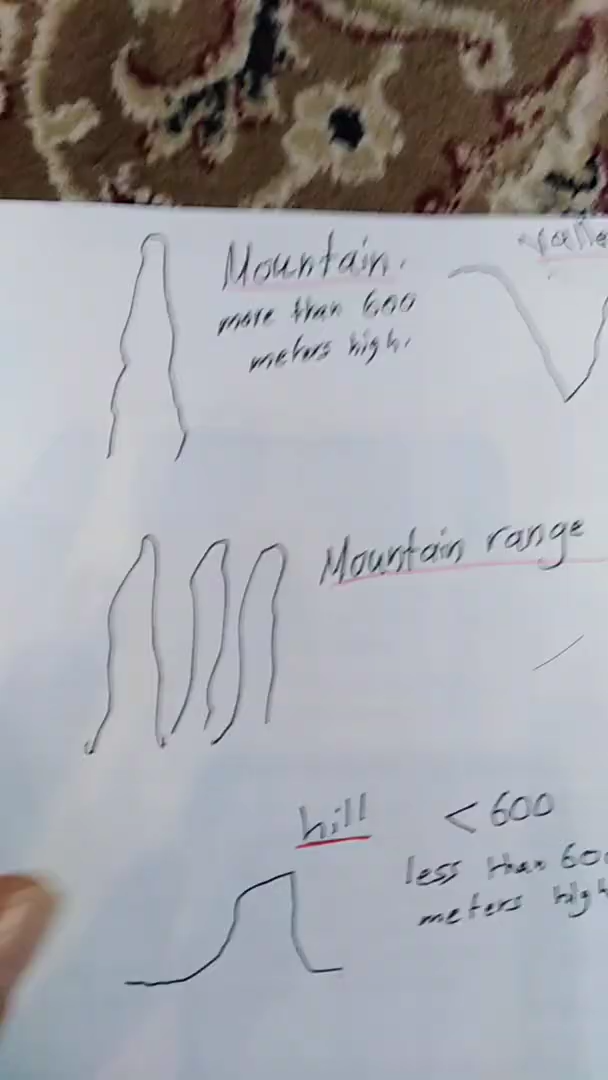 Mountain.
more than 600
meters high.
Mountain range
hill
< 600
less than
meters